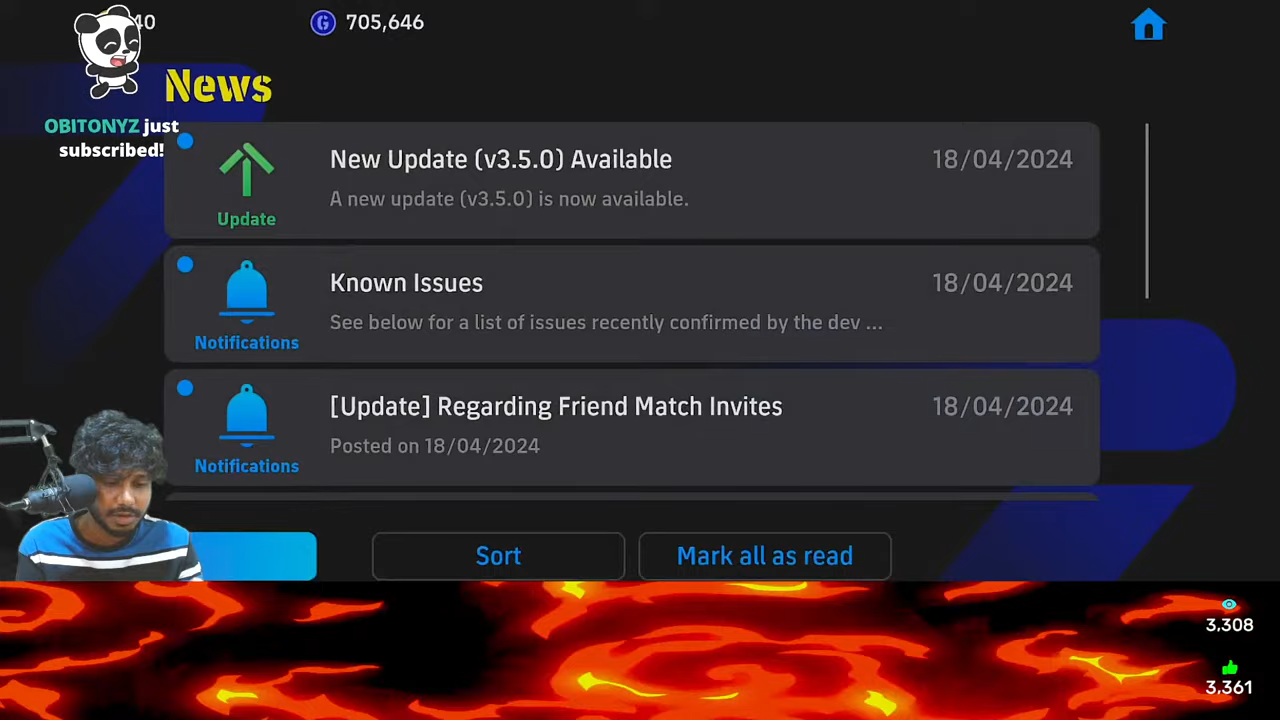 40
705,646
News
OBITONYZ just
subscribed!
New Update (v3.5.0) Available
18/04/2024
A new update (v3.5.0) is now available.
Update
Known Issues
18/04/2024
See below for a list of issues recently confirmed by the dev ...
Notifications
[Update] Regarding Friend Match Invites
18/04/2024
Posted on 18/04/2024
Notifications
Sort
Mark all as read
3,308
3,361